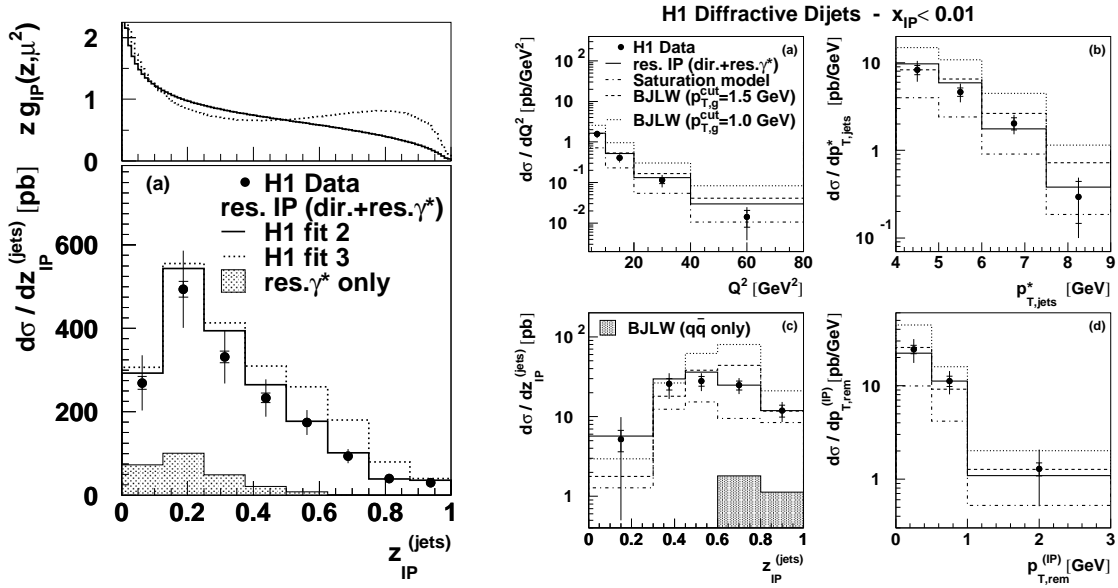 z g_IP(z,μ²)
2
1
0
(a)
H1 Data
res. IP (dir.+res.γ*)
H1 fit 2
H1 fit 3
res.γ* only
dσ / dz_IP^(jets) [pb]
600
400
200
0
0 0.2 0.4 0.6 0.8 1
z_IP^(jets)
H1 Diffractive Dijets - x_IP < 0.01
(a)
H1 Data
res. IP (dir.+res.γ*)
Saturation model
BJLW (p_T,g^cut=1.5 GeV)
BJLW (p_T,g^cut=1.0 GeV)
dσ / dQ² [pb/GeV²]
10²
10
1
10⁻¹
10⁻²
20 40 60 80
Q² [GeV²]
(b)
dσ / dp*_T,jets [pb/GeV]
10
1
10⁻¹
4 5 6 7 8 9
p*_T,jets [GeV]
BJLW (qq̄ only)
(c)
dσ / dz_IP^(jets) [pb]
10²
10
1
0 0.2 0.4 0.6 0.8 1
z_IP^(jets)
(d)
dσ / dp_T,rem^(IP) [pb/GeV]
10
1
0 1 2 3
p_T,rem^(IP) [GeV]